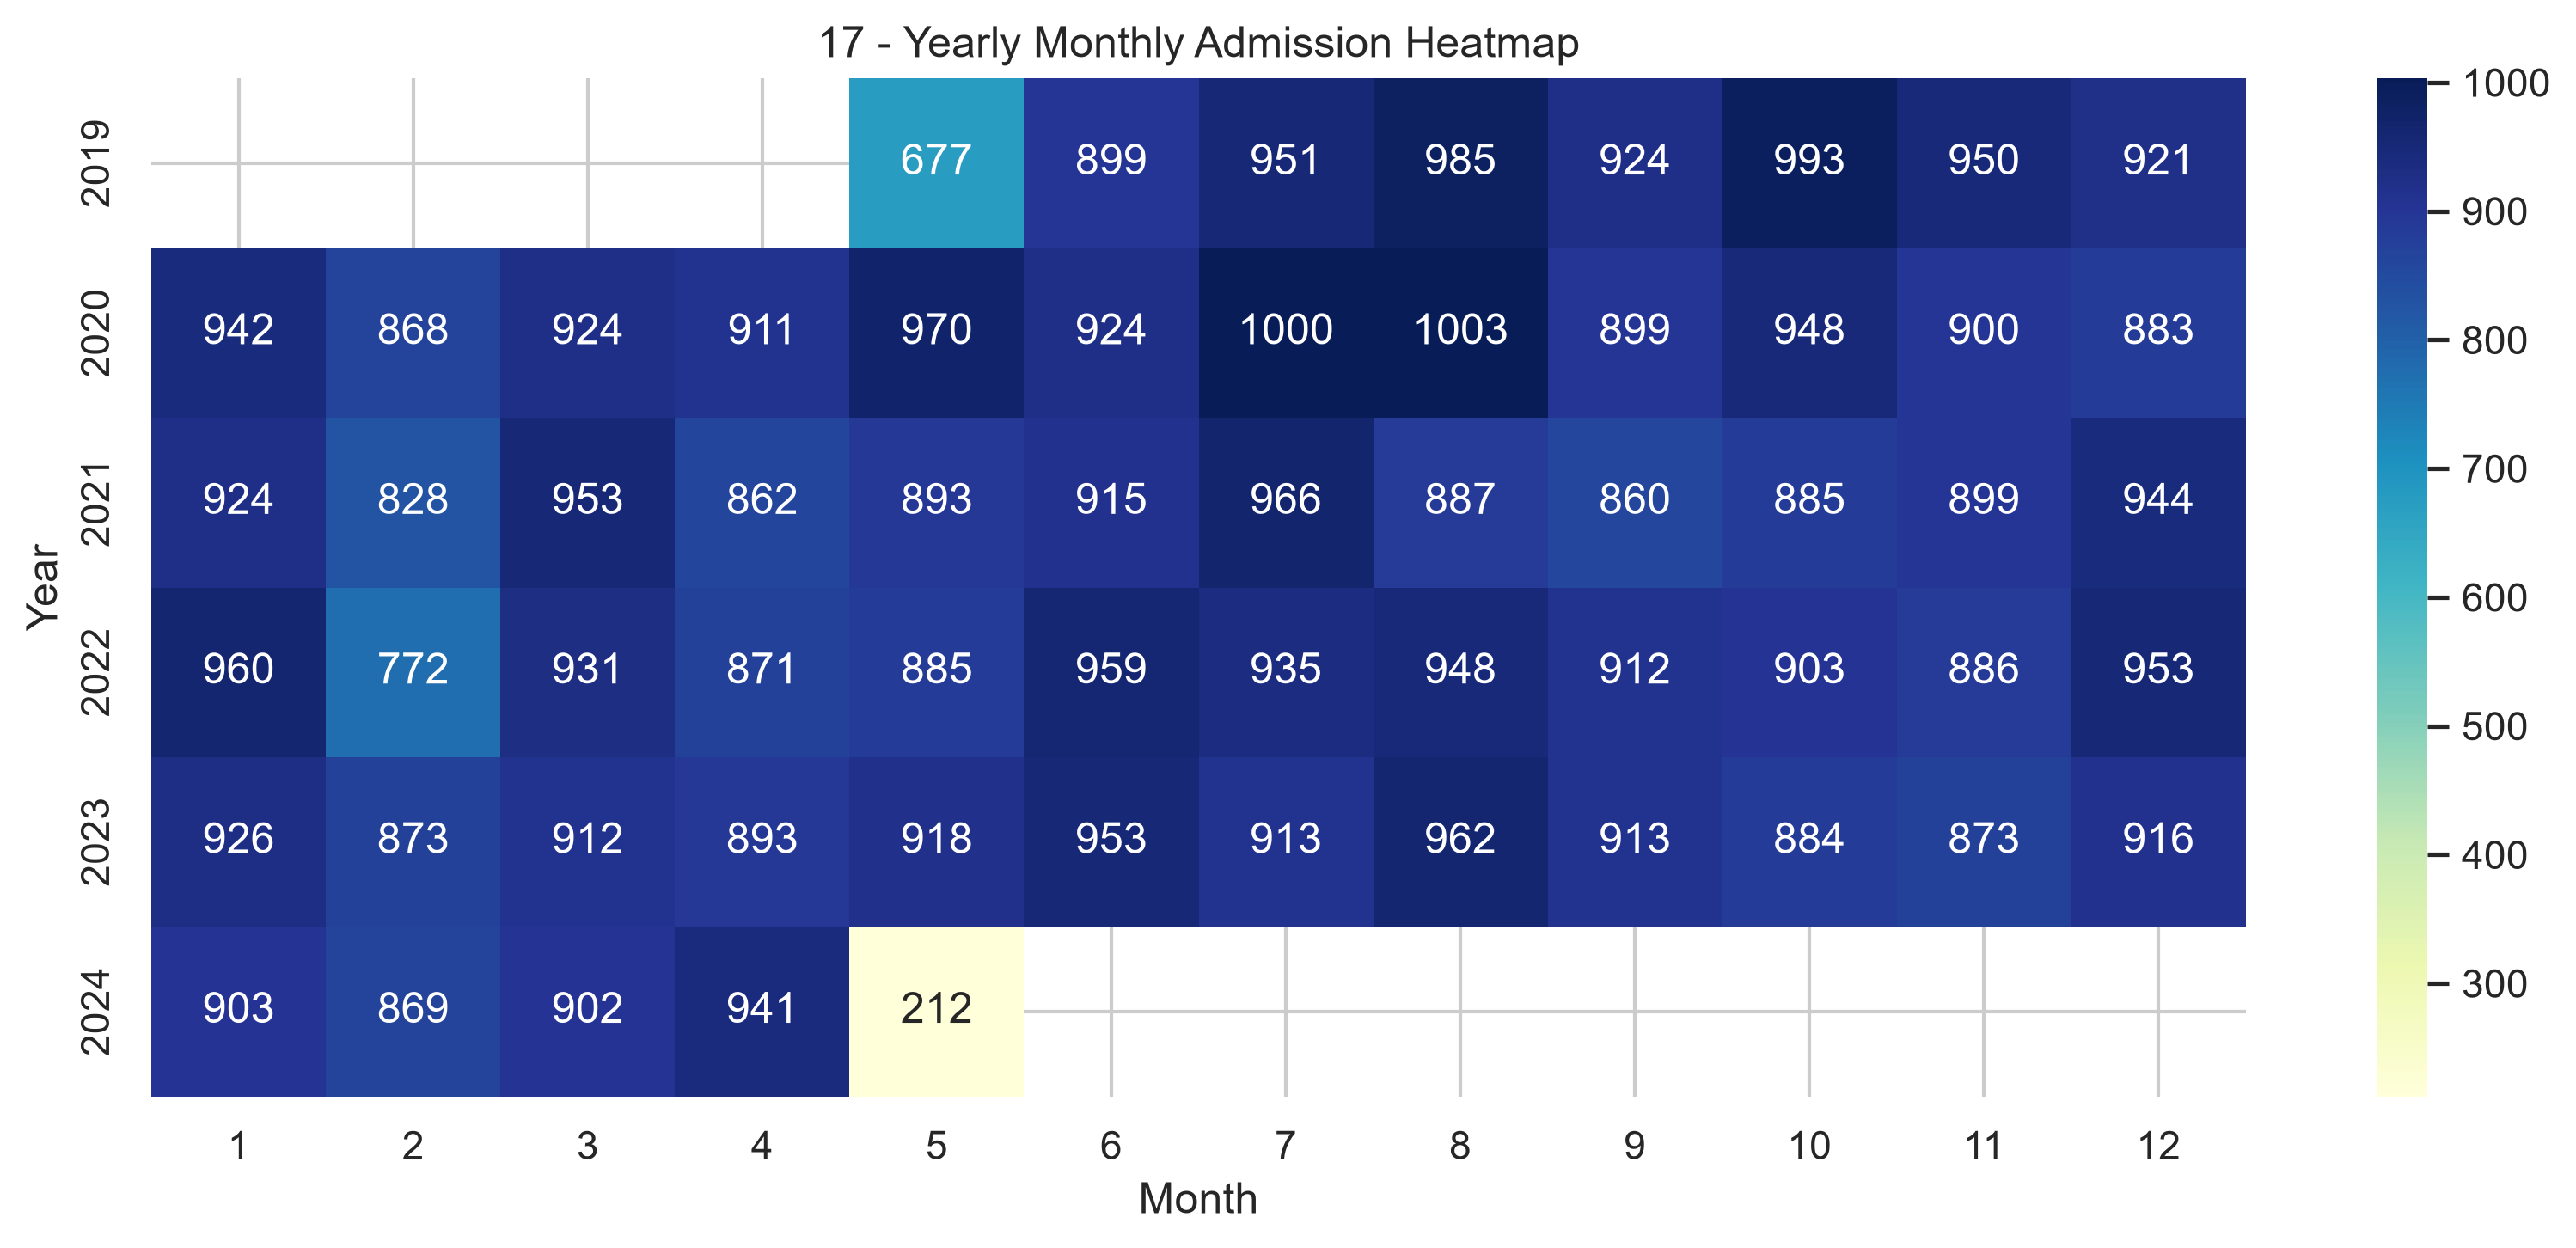 17 - Yearly Monthly Admission Heatmap
2019 677 899 951 985 924 993 950 921
2020 942 868 924 911 970 924 1000 1003 899 948 900 883
2021 924 828 953 862 893 915 966 887 860 885 899 944
2022 960 772 931 871 885 959 935 948 912 903 886 953
2023 926 873 912 893 918 953 913 962 913 884 873 916
2024 903 869 902 941 212
Year
1 2 3 4 5 6 7 8 9 10 11 12
Month
1000
900
800
700
600
500
400
300